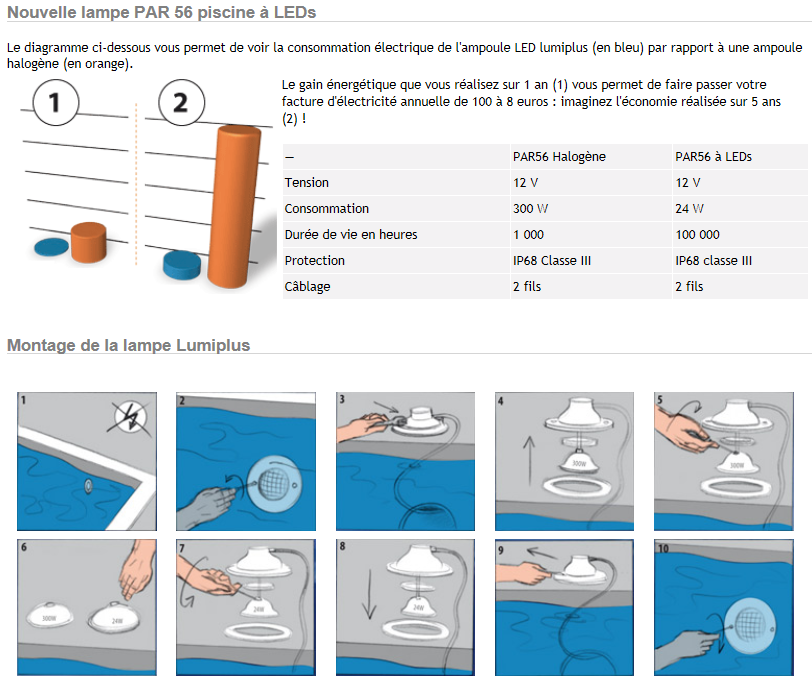 Nouvelle lampe PAR 56 piscine à LEDs
Le diagramme ci-dessous vous permet de voir la consommation électrique de l'ampoule LED lumiplus (en bleu) par rapport à une ampoule
halogène (en orange).
1
2
Le gain énergétique que vous réalisez sur 1 an (1) vous permet de faire passer votre
facture d'électricité annuelle de 100 à 8 euros : imaginez l'économie réalisée sur 5 ans
(2) !
— PAR56 Halogène PAR56 à LEDs
Tension 12 V 12 V
Consommation 300 W 24 W
Durée de vie en heures 1 000 100 000
Protection IP68 Classe III IP68 classe III
Câblage 2 fils 2 fils
Montage de la lampe Lumiplus
1
2
3
4
300W
5
300W
6
300W
24W
7
24W
8
24W
9
10